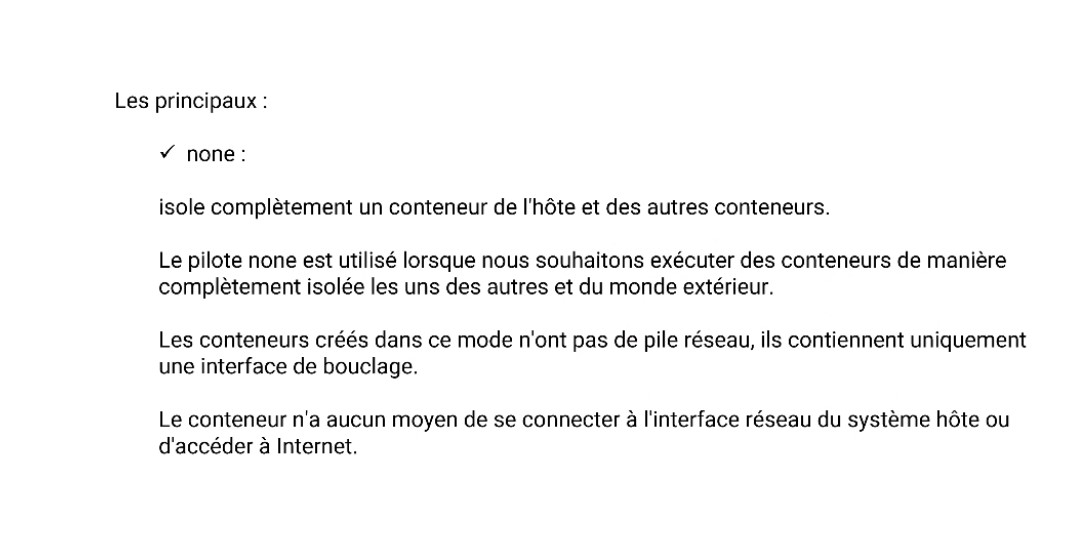 Les principaux :
✓ none :
isole complètement un conteneur de l'hôte et des autres conteneurs.
Le pilote none est utilisé lorsque nous souhaitons exécuter des conteneurs de manière
complètement isolée les uns des autres et du monde extérieur.
Les conteneurs créés dans ce mode n'ont pas de pile réseau, ils contiennent uniquement
une interface de bouclage.
Le conteneur n'a aucun moyen de se connecter à l'interface réseau du système hôte ou
d'accéder à Internet.